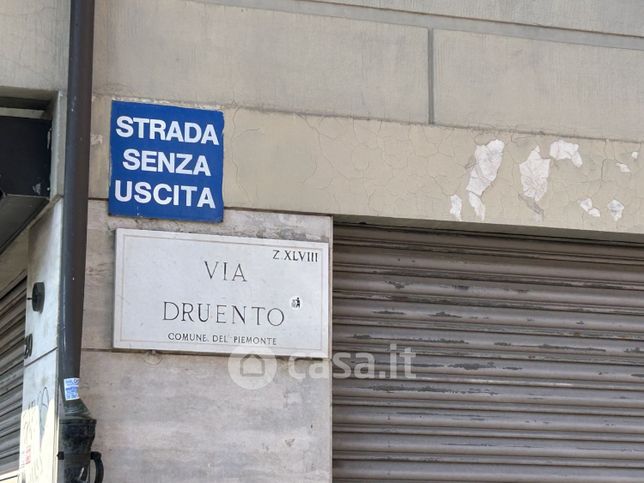 STRADA
SENZA
USCITA
Z.XLVIII
VIA
DRUENTO
COMUNE DEL PIEMONTE
casa.it